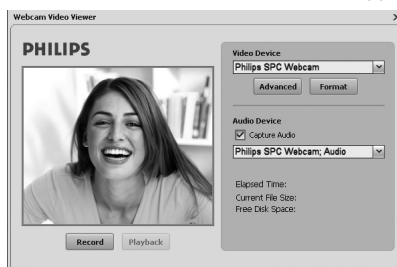 Webcam Video Viewer
PHILIPS
Video Device
Philips SPC Webcam
Advanced Format
Audio Device
Capture Audio
Philips SPC Webcam; Audio
Elapsed Time:
Current File Size:
Free Disk Space:
Record Playback